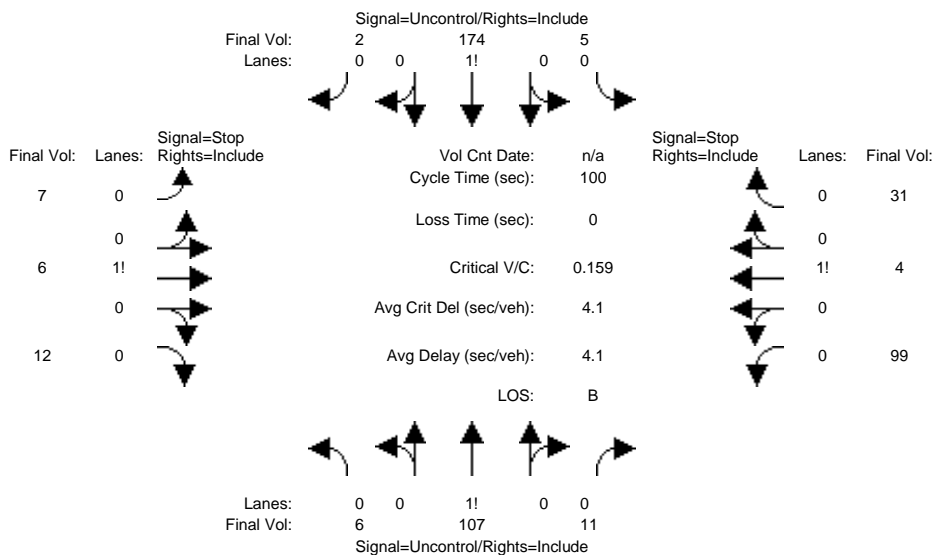 Signal=Uncontrol/Rights=Include
Final Vol: 2 174 5
Lanes: 0 0 1! 0 0
Signal=Stop
Final Vol: Lanes: Rights=Include
Vol Cnt Date: n/a
Signal=Stop
Rights=Include Lanes: Final Vol:
Cycle Time (sec): 100
7 0
0 31
Loss Time (sec): 0
0
0
6 1!
Critical V/C: 0.159
1! 4
0
Avg Crit Del (sec/veh): 4.1
0
12 0
Avg Delay (sec/veh): 4.1
0 99
LOS: B
Lanes: 0 0 1! 0 0
Final Vol: 6 107 11
Signal=Uncontrol/Rights=Include